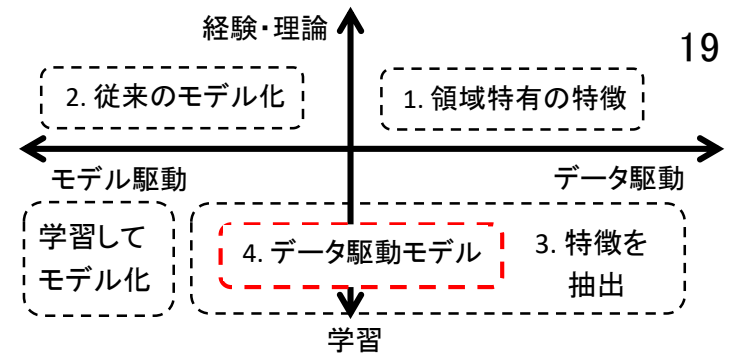 経験・理論
19
2. 従来のモデル化
1. 領域特有の特徴
モデル駆動
データ駆動
学習して
モデル化
4. データ駆動モデル
3. 特徴を
抽出
学習